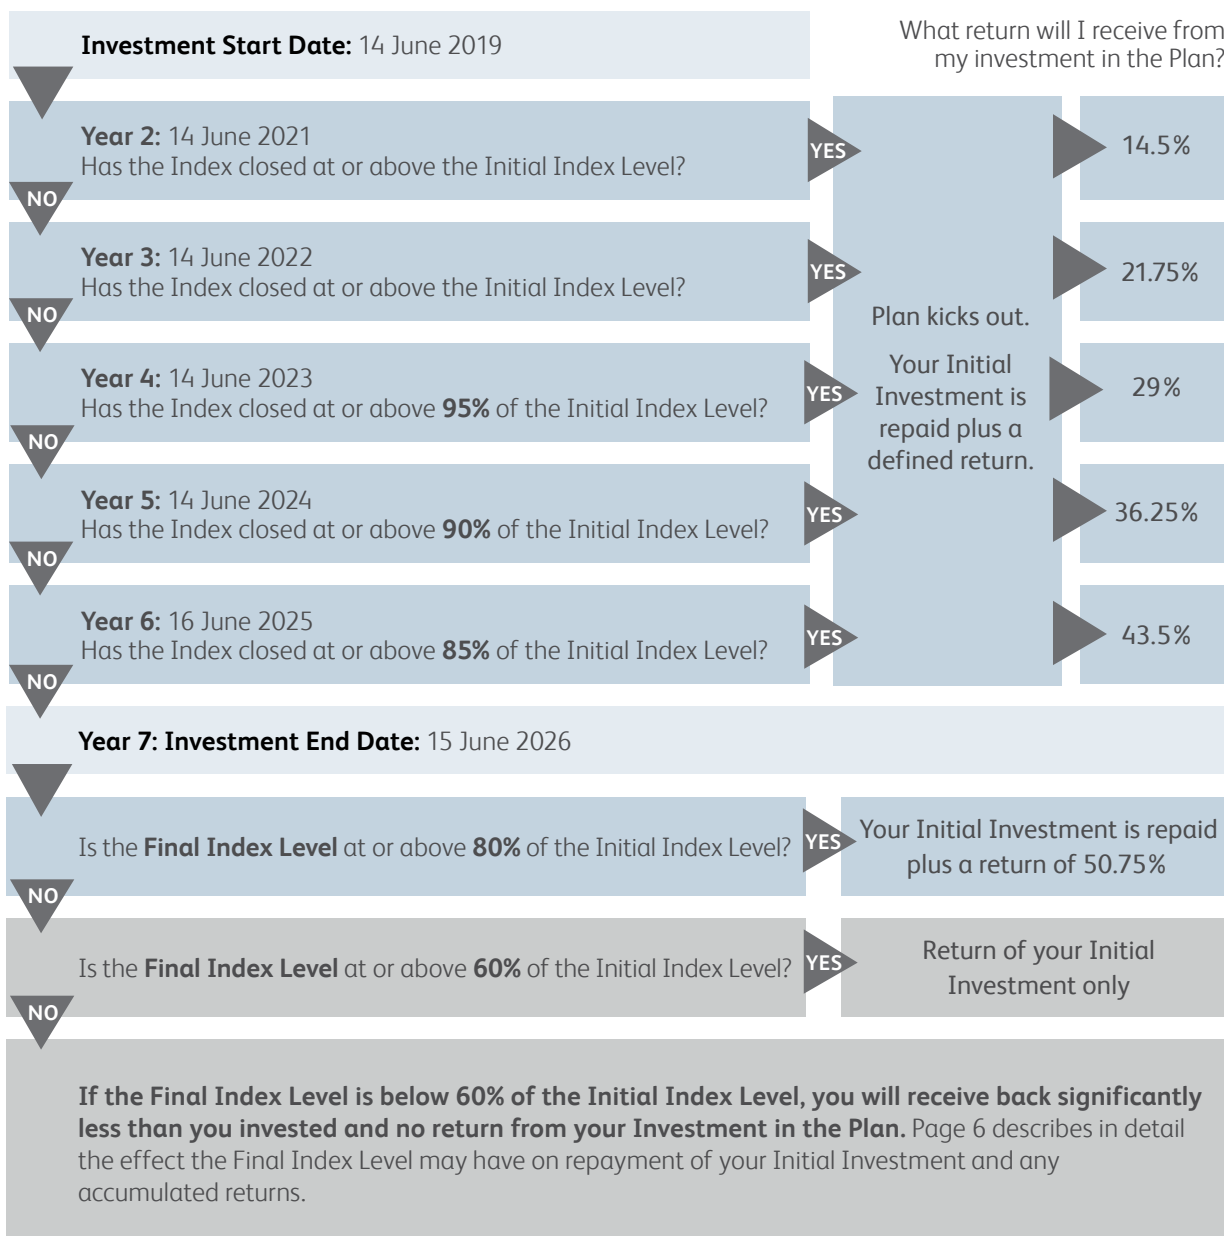 Investment Start Date: 14 June 2019
What return will I receive from
my investment in the Plan?
Year 2: 14 June 2021
Has the Index closed at or above the Initial Index Level?
YES
14.5%
NO
Year 3: 14 June 2022
Has the Index closed at or above the Initial Index Level?
YES
21.75%
NO
Plan kicks out.
Your Initial
Investment is
repaid plus a
defined return.
Year 4: 14 June 2023
Has the Index closed at or above 95% of the Initial Index Level?
YES
29%
NO
Year 5: 14 June 2024
Has the Index closed at or above 90% of the Initial Index Level?
YES
36.25%
NO
Year 6: 16 June 2025
Has the Index closed at or above 85% of the Initial Index Level?
YES
43.5%
NO
Year 7: Investment End Date: 15 June 2026
Is the Final Index Level at or above 80% of the Initial Index Level?
YES
Your Initial Investment is repaid
plus a return of 50.75%
NO
Is the Final Index Level at or above 60% of the Initial Index Level?
YES
Return of your Initial
Investment only
NO
If the Final Index Level is below 60% of the Initial Index Level, you will receive back significantly
less than you invested and no return from your Investment in the Plan. Page 6 describes in detail
the effect the Final Index Level may have on repayment of your Initial Investment and any
accumulated returns.